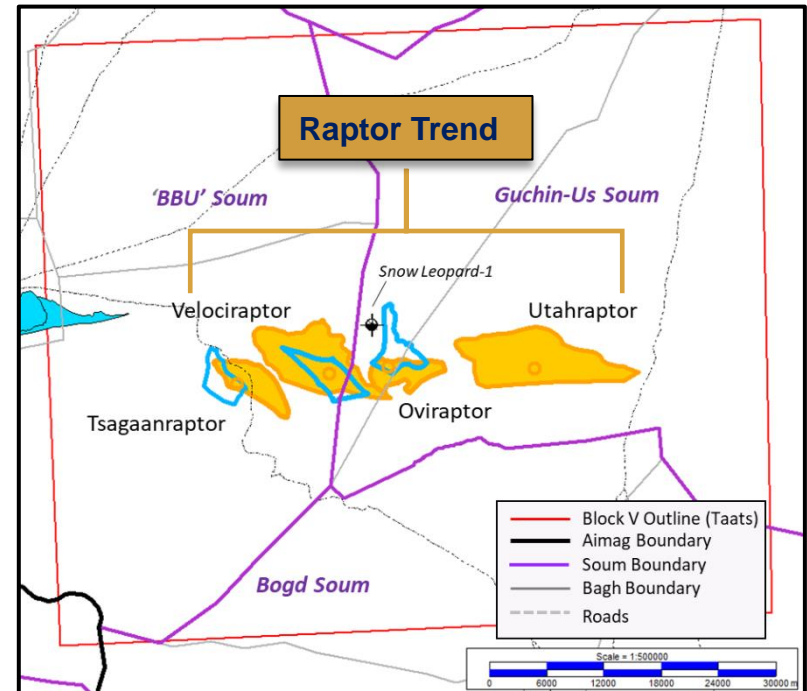 Raptor Trend
'BBU' Soum
Guchin-Us Soum
Snow Leopard-1
Velociraptor
Utahraptor
Tsagaanraptor
Oviraptor
Bogd Soum
Block V Outline (Taats)
Aimag Boundary
Soum Boundary
Bagh Boundary
Roads
Scale = 1:500000
0 6000 12000 18000 24000 30000 m